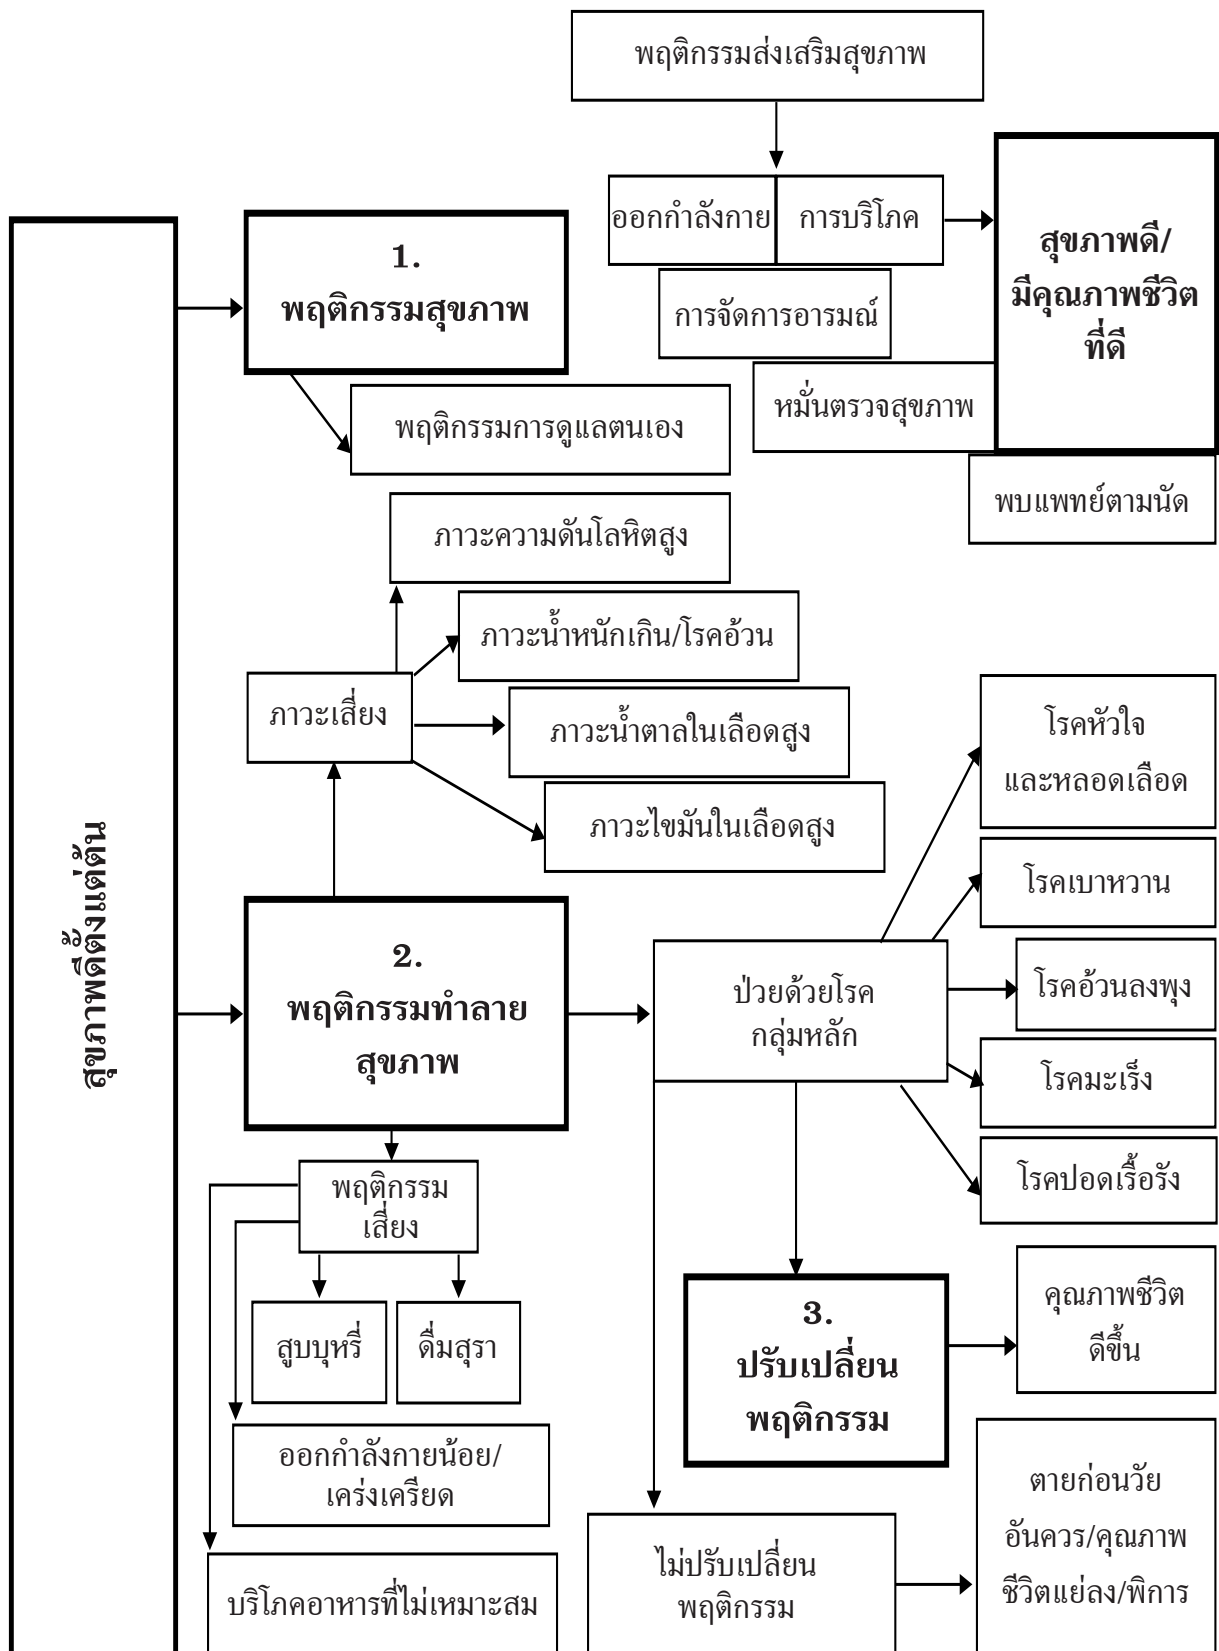 พฤติกรรมส่งเสริมสุขภาพ
ออกกำลังกาย
การบริโภค
การจัดการอารมณ์
หมั่นตรวจสุขภาพ
สุขภาพดี/
มีคุณภาพชีวิต
ที่ดี
พบแพทย์ตามนัด
สุขภาพดีตั้งแต่ต้น
1.
พฤติกรรมสุขภาพ
พฤติกรรมการดูแลตนเอง
ภาวะความดันโลหิตสูง
ภาวะน้ำหนักเกิน/โรคอ้วน
ภาวะเสี่ยง
ภาวะน้ำตาลในเลือดสูง
ภาวะไขมันในเลือดสูง
2.
พฤติกรรมทำลาย
สุขภาพ
ป่วยด้วยโรค
กลุ่มหลัก
โรคหัวใจ
และหลอดเลือด
โรคเบาหวาน
โรคอ้วนลงพุง
โรคมะเร็ง
โรคปอดเรื้อรัง
พฤติกรรม
เสี่ยง
สูบบุหรี่
ดื่มสุรา
ออกกำลังกายน้อย/
เคร่งเครียด
บริโภคอาหารที่ไม่เหมาะสม
3.
ปรับเปลี่ยน
พฤติกรรม
คุณภาพชีวิต
ดีขึ้น
ไม่ปรับเปลี่ยน
พฤติกรรม
ตายก่อนวัย
อันควร/คุณภาพ
ชีวิตแย่ลง/พิการ